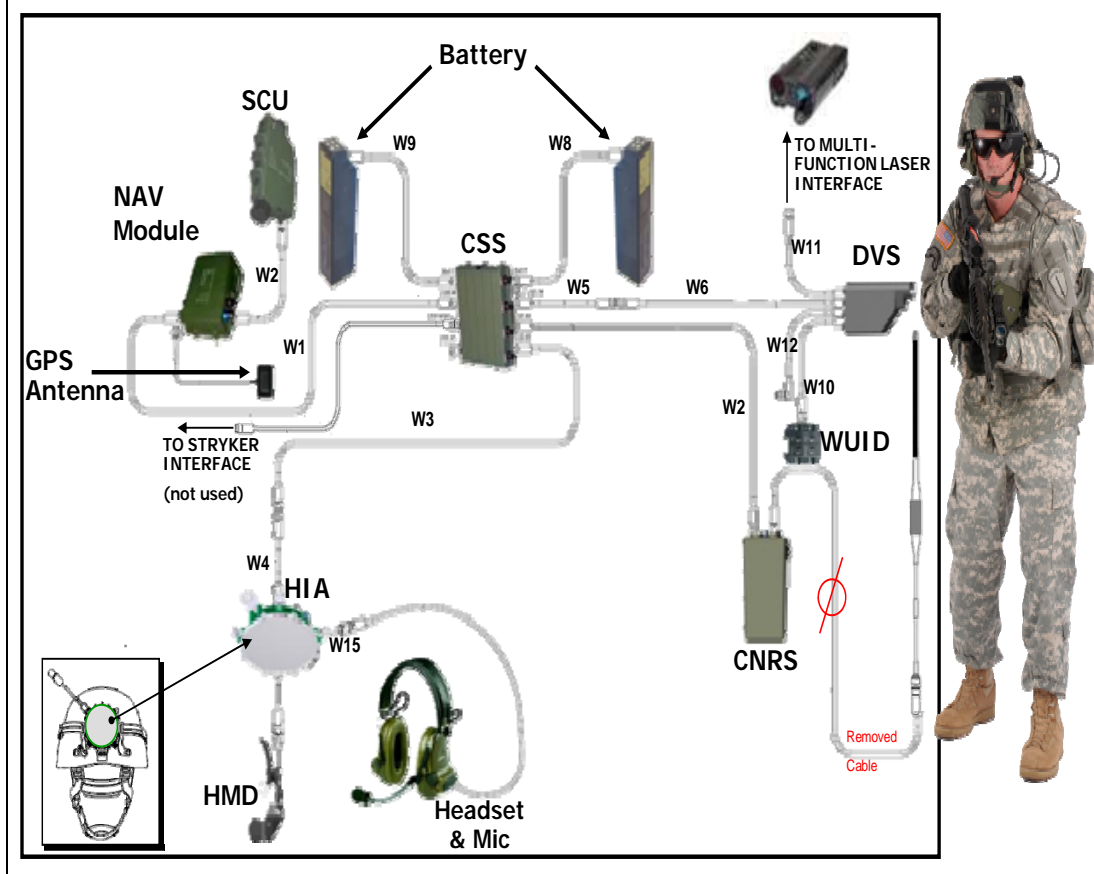 Battery
SCU
W9
W8
TO MULTI -
FUNCTION LASER
INTERFACE
NAV
Module
CSS
W11
DVS
W2
W5
W6
W1
W12
GPS
Antenna
W10
W3
W2
TO STRYKER
INTERFACE
(not used)
WUID
W4
HIA
W15
CNRS
Removed
Cable
HMD
Headset
& Mic